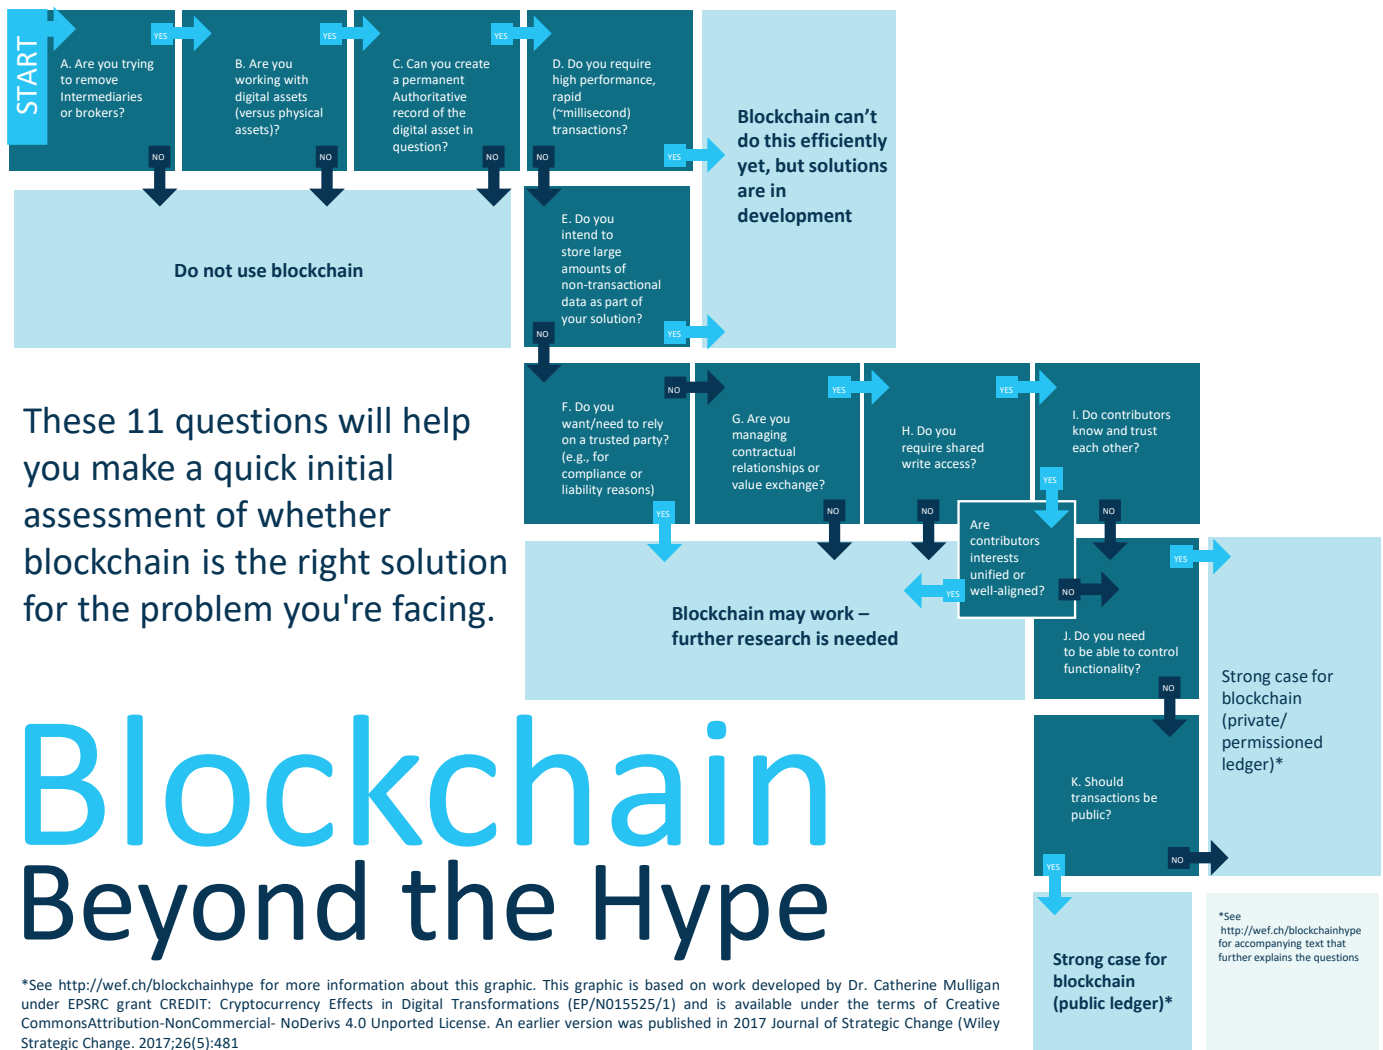 START
A. Are you trying
to remove
Intermediaries
or brokers?
YES
NO
B. Are you
working with
digital assets
(versus physical
assets)?
YES
NO
C. Can you create
a permanent
Authoritative
record of the
digital asset in
question?
YES
NO
D. Do you require
high performance,
rapid
(~millisecond)
transactions?
NO
YES
Blockchain can’t
do this efficiently
yet, but solutions
are in
development
Do not use blockchain
E. Do you
intend to
store large
amounts of
non-transactional
data as part of
your solution?
NO
YES
F. Do you
want/need to rely
on a trusted party?
(e.g., for
compliance or
liability reasons)
NO
YES
G. Are you
managing
contractual
relationships or
value exchange?
YES
NO
H. Do you
require shared
write access?
YES
NO
I. Do contributors
know and trust
each other?
YES
NO
Are
contributors
interests
unified or
well-aligned?
YES
NO
Blockchain may work –
further research is needed
J. Do you need
to be able to control
functionality?
YES
NO
Strong case for
blockchain
(private/
permissioned
ledger)*
K. Should
transactions be
public?
YES
NO
Strong case for
blockchain
(public ledger)*
*See
http://wef.ch/blockchainhype
for accompanying text that
further explains the questions
These 11 questions will help
you make a quick initial
assessment of whether
blockchain is the right solution
for the problem you're facing.
Blockchain
Beyond the Hype
*See http://wef.ch/blockchainhype for more information about this graphic. This graphic is based on work developed by Dr. Catherine Mulligan
under EPSRC grant CREDIT: Cryptocurrency Effects in Digital Transformations (EP/N015525/1) and is available under the terms of Creative
CommonsAttribution-NonCommercial- NoDerivs 4.0 Unported License. An earlier version was published in 2017 Journal of Strategic Change (Wiley
Strategic Change. 2017;26(5):481